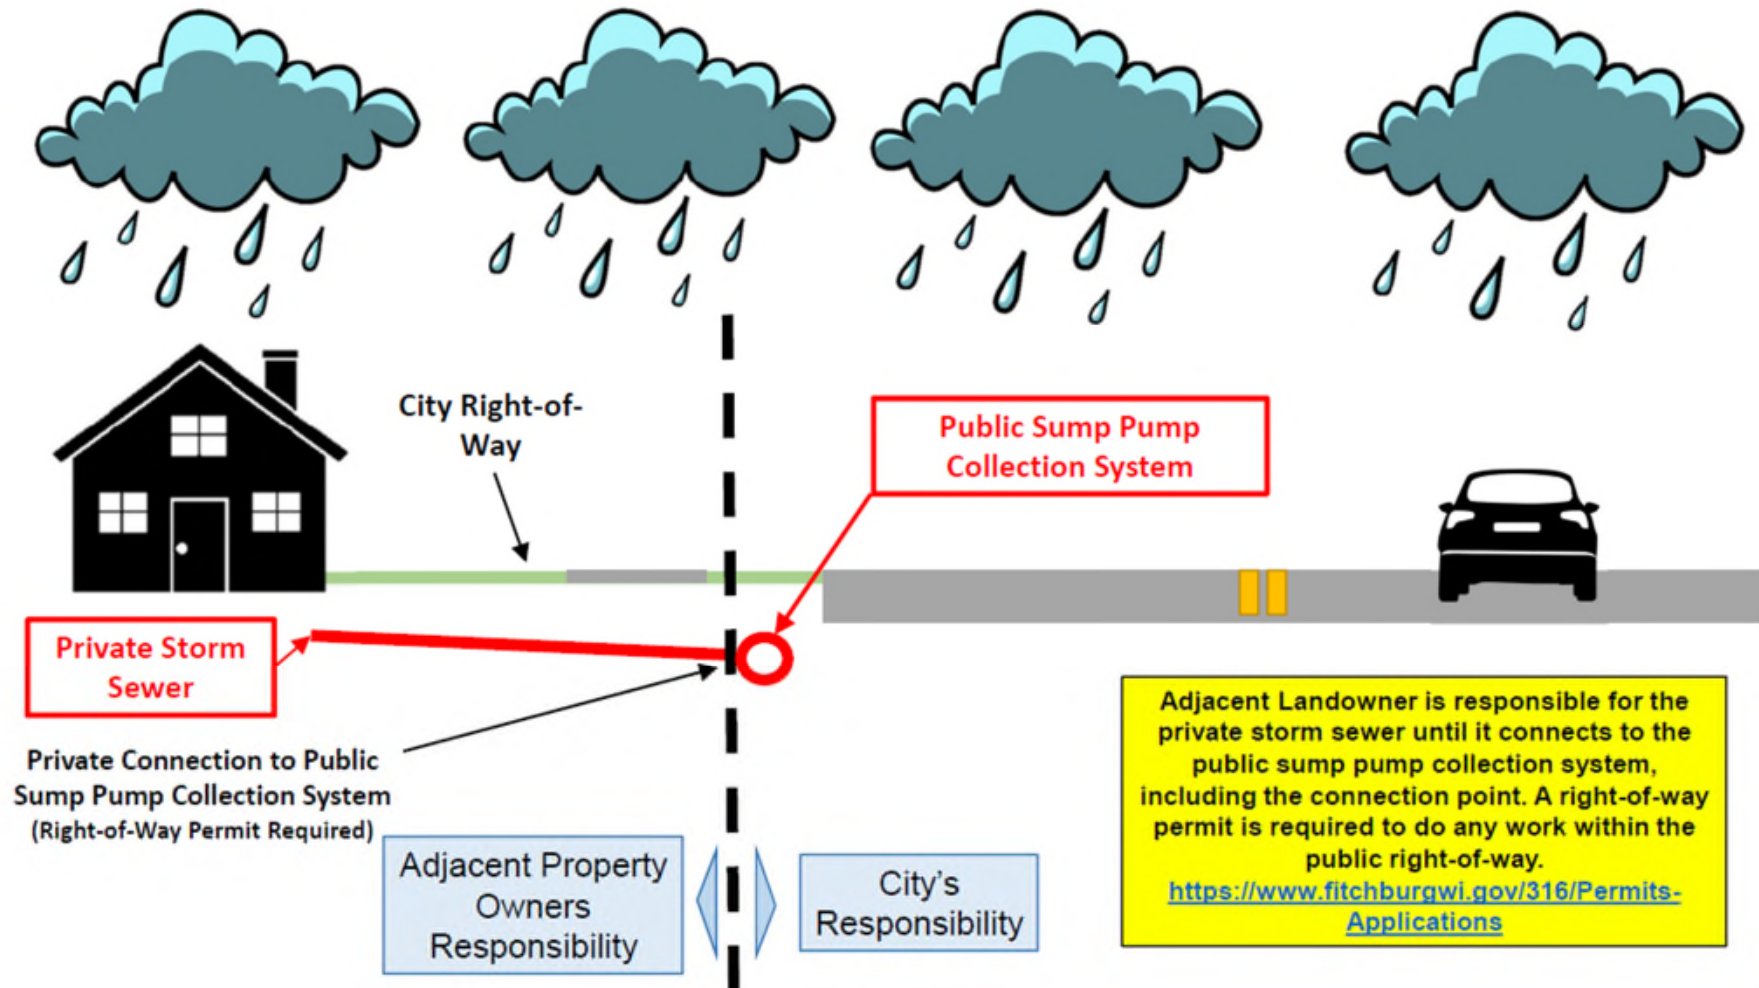 City Right-of-
Way
Public Sump Pump
Collection System
Private Storm
Sewer
Private Connection to Public
Sump Pump Collection System
(Right-of-Way Permit Required)
Adjacent Property
Owners
Responsibility
City's
Responsibility
Adjacent Landowner is responsible for the
private storm sewer until it connects to the
public sump pump collection system,
including the connection point. A right-of-way
permit is required to do any work within the
public right-of-way.
https://www.fitchburgwi.gov/316/Permits-
Applications